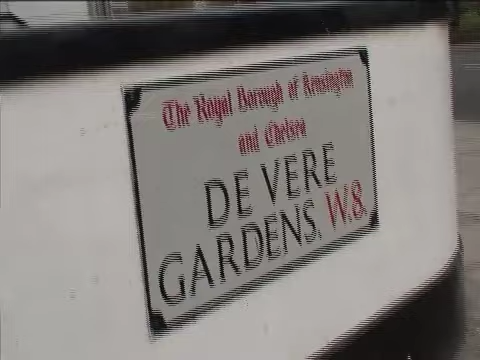 The Royal Borough of Kensington
and Chelsea
DE VERE
GARDENS, W.8.